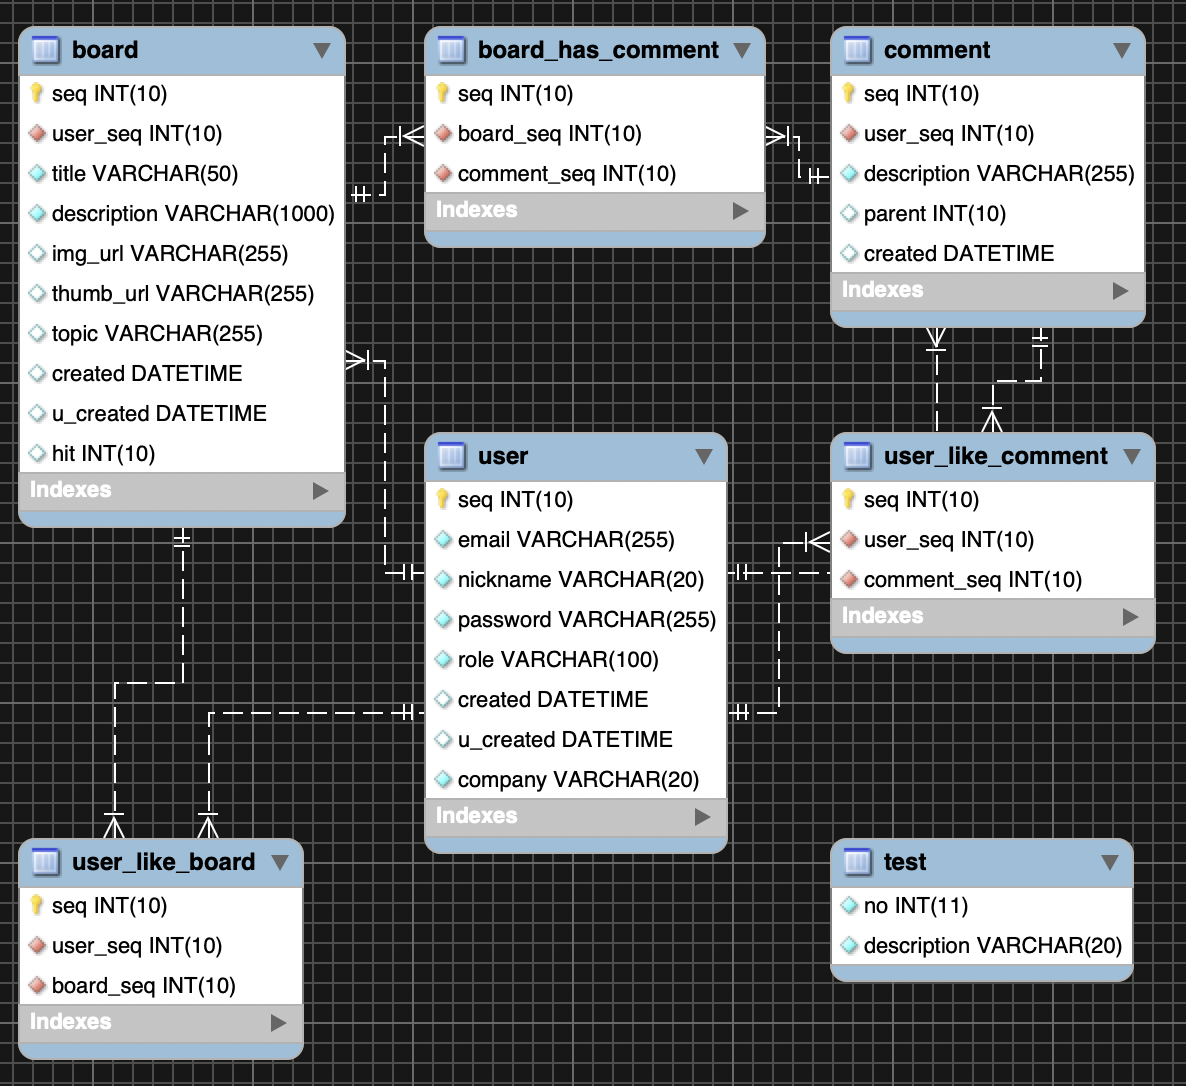 board
seq INT(10)
user_seq INT(10)
title VARCHAR(50)
description VARCHAR(1000)
img_url VARCHAR(255)
thumb_url VARCHAR(255)
topic VARCHAR(255)
created DATETIME
u_created DATETIME
hit INT(10)
Indexes
board_has_comment
seq INT(10)
board_seq INT(10)
comment_seq INT(10)
Indexes
comment
seq INT(10)
user_seq INT(10)
description VARCHAR(255)
parent INT(10)
created DATETIME
Indexes
user
seq INT(10)
email VARCHAR(255)
nickname VARCHAR(20)
password VARCHAR(255)
role VARCHAR(100)
created DATETIME
u_created DATETIME
company VARCHAR(20)
Indexes
user_like_comment
seq INT(10)
user_seq INT(10)
comment_seq INT(10)
Indexes
user_like_board
seq INT(10)
user_seq INT(10)
board_seq INT(10)
Indexes
test
no INT(11)
description VARCHAR(20)